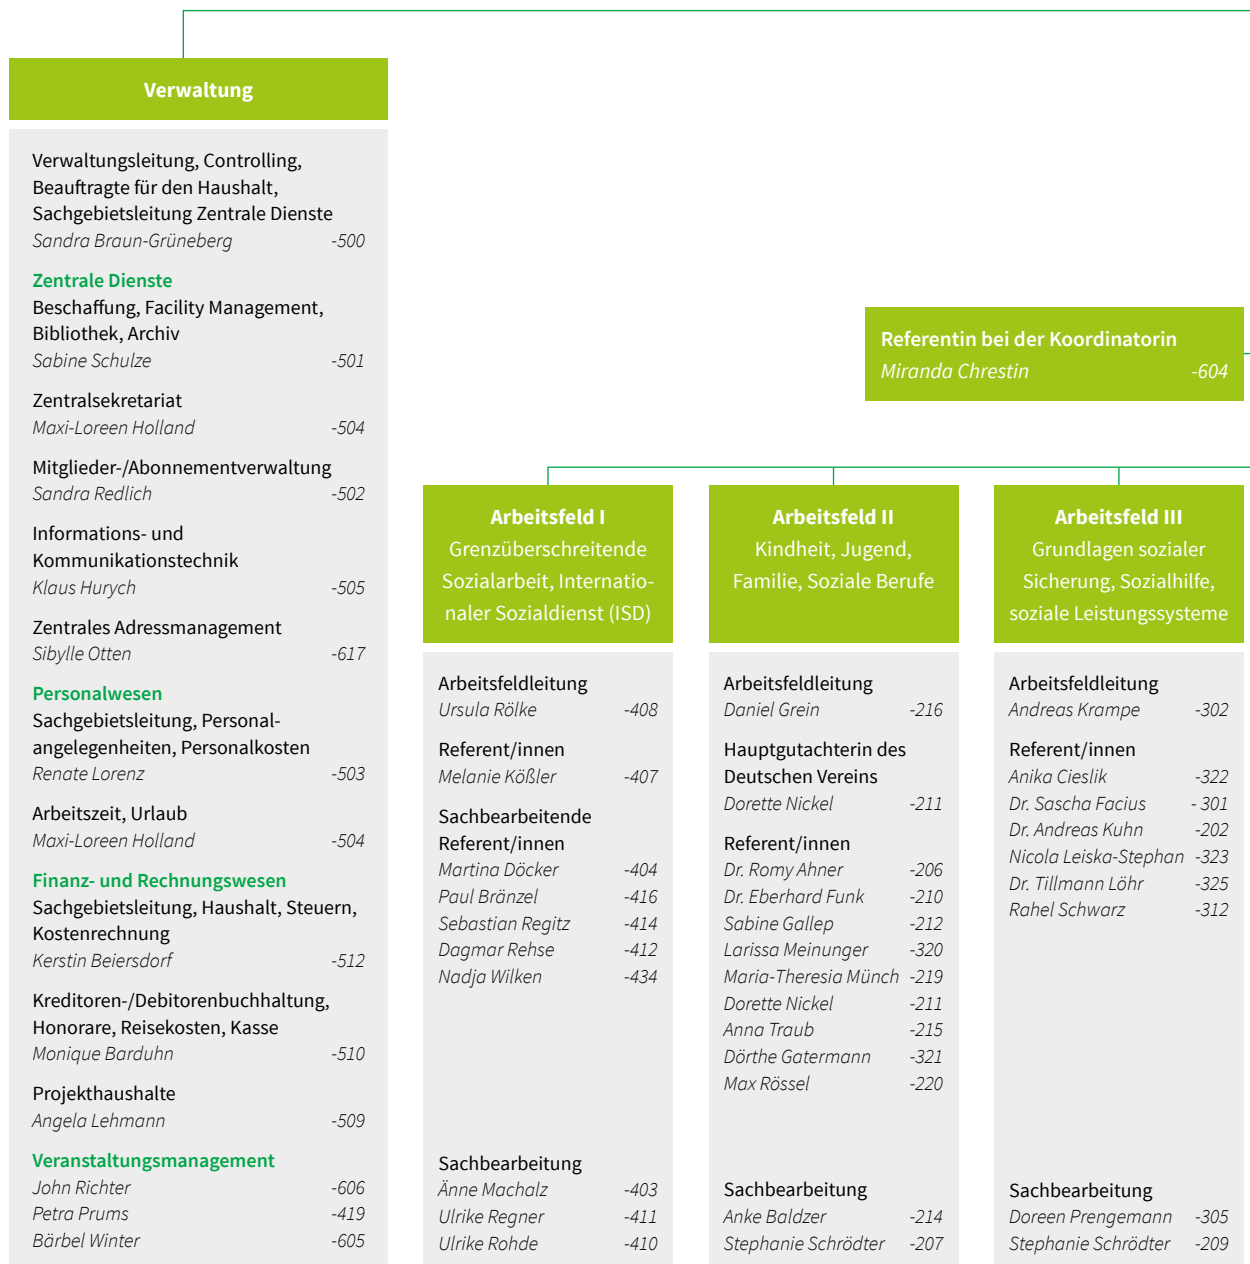 Verwaltung
Verwaltungsleitung, Controlling,
Beauftragte für den Haushalt,
Sachgebietsleitung Zentrale Dienste
Sandra Braun-Grüneberg -500
Zentrale Dienste
Beschaffung, Facility Management,
Bibliothek, Archiv
Sabine Schulze -501
Zentralsekretariat
Maxi-Loreen Holland -504
Mitglieder-/Abonnementverwaltung
Sandra Redlich -502
Informations- und
Kommunikationstechnik
Klaus Hurych -505
Zentrales Adressmanagement
Sibylle Otten -617
Personalwesen
Sachgebietsleitung, Personal-
angelegenheiten, Personalkosten
Renate Lorenz -503
Arbeitszeit, Urlaub
Maxi-Loreen Holland -504
Finanz- und Rechnungswesen
Sachgebietsleitung, Haushalt, Steuern,
Kostenrechnung
Kerstin Beiersdorf -512
Kreditoren-/Debitorenbuchhaltung,
Honorare, Reisekosten, Kasse
Monique Barduhn -510
Projekthaushalte
Angela Lehmann -509
Veranstaltungsmanagement
John Richter -606
Petra Prums -419
Bärbel Winter -605
Referentin bei der Koordinatorin
Miranda Chrestin -604
Arbeitsfeld I
Grenzüberschreitende
Sozialarbeit, Internatio-
naler Sozialdienst (ISD)
Arbeitsfeldleitung
Ursula Rölke -408
Referent/innen
Melanie Kößler -407
Sachbearbeitende
Referent/innen
Martina Döcker -404
Paul Bränzel -416
Sebastian Regitz -414
Dagmar Rehse -412
Nadja Wilken -434
Sachbearbeitung
Änne Machalz -403
Ulrike Regner -411
Ulrike Rohde -410
Arbeitsfeld II
Kindheit, Jugend,
Familie, Soziale Berufe
Arbeitsfeldleitung
Daniel Grein -216
Hauptgutachterin des
Deutschen Vereins
Dorette Nickel -211
Referent/innen
Dr. Romy Ahner -206
Dr. Eberhard Funk -210
Sabine Gallep -212
Larissa Meinunger -320
Maria-Theresia Münch -219
Dorette Nickel -211
Anna Traub -215
Dörthe Gatermann -321
Max Rössel -220
Sachbearbeitung
Anke Baldzer -214
Stephanie Schrödter -207
Arbeitsfeld III
Grundlagen sozialer
Sicherung, Sozialhilfe,
soziale Leistungssysteme
Arbeitsfeldleitung
Andreas Krampe -302
Referent/innen
Anika Cieslik -322
Dr. Sascha Facius - 301
Dr. Andreas Kuhn -202
Nicola Leiska-Stephan -323
Dr. Tillmann Löhr -325
Rahel Schwarz -312
Sachbearbeitung
Doreen Prengemann -305
Stephanie Schrödter -209